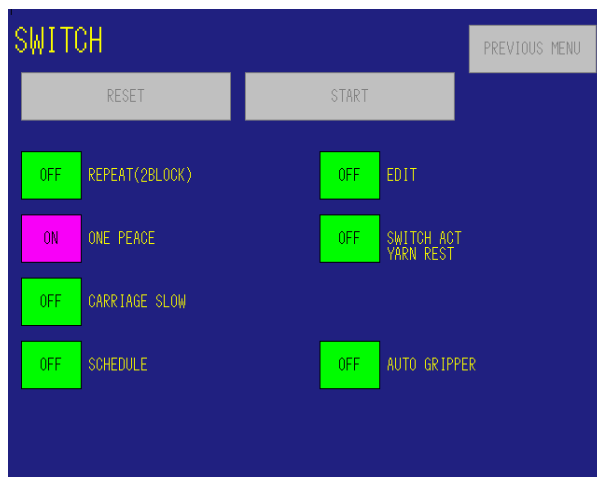 SWITCH
PREVIOUS MENU
RESET
START
OFF REPEAT(2BLOCK)
OFF EDIT
ON ONE PEACE
OFF SWITCH ACT
YARN REST
OFF CARRIAGE SLOW
OFF SCHEDULE
OFF AUTO GRIPPER